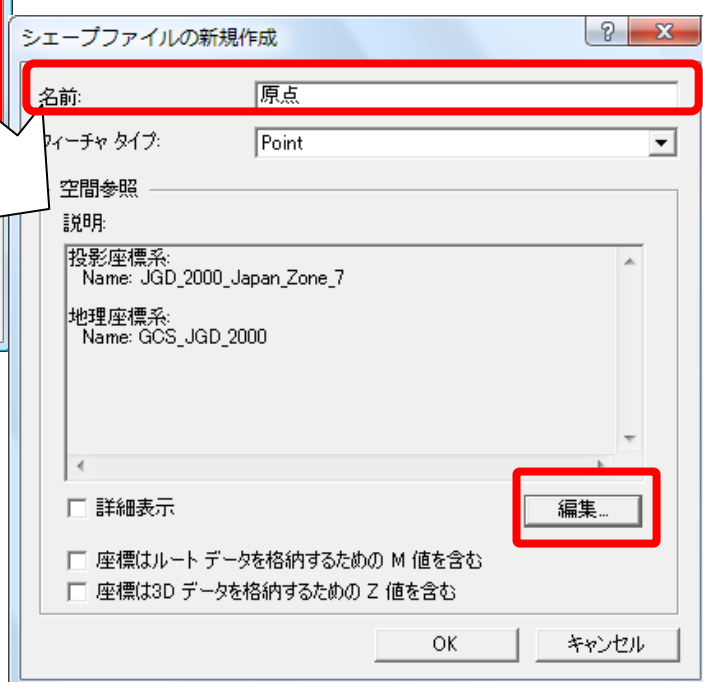 シェープファイルの新規作成
名前: 原点
フィーチャ タイプ: Point
空間参照
説明:
投影座標系:
Name: JGD_2000_Japan_Zone_7
地理座標系:
Name: GCS_JGD_2000
詳細表示
編集...
座標はルート データを格納するための M 値を含む
座標は3D データを格納するための Z 値を含む
OK キャンセル